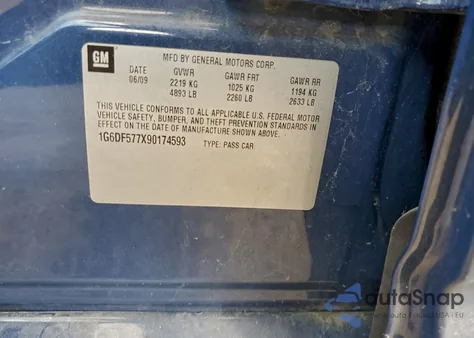 GM
MFD BY GENERAL MOTORS CORP.
DATE GVWR GAWR FRT GAWR RR
06/09 2219 KG 1025 KG 1194 KG
4893 LB 2260 LB 2633 LB
THIS VEHICLE CONFORMS TO ALL APPLICABLE U.S. FEDERAL MOTOR
VEHICLE SAFETY, BUMPER, AND THEFT PREVENTION STANDARDS IN
EFFECT ON THE DATE OF MANUFACTURE SHOWN ABOVE.
1G6DF577X90174593 TYPE: PASS CAR
autoSnap